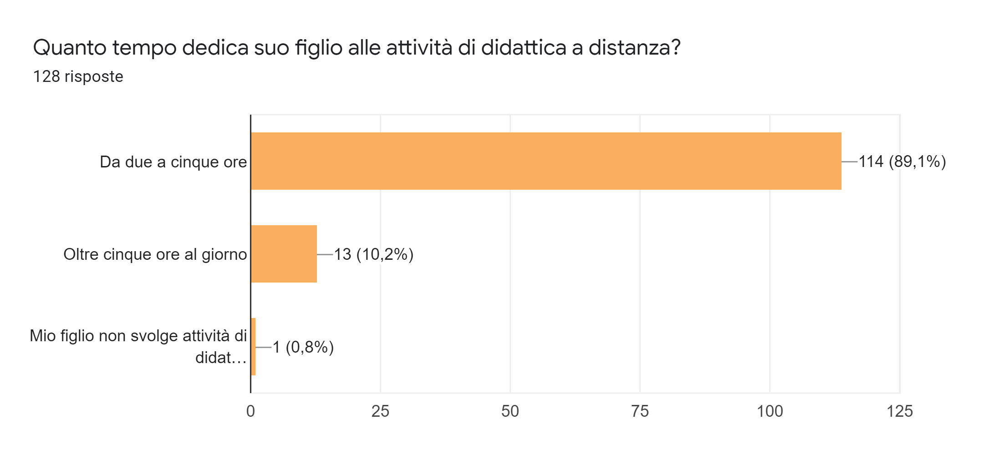 Quanto tempo dedica suo figlio alle attività di didattica a distanza?
128 risposte
Da due a cinque ore
114 (89,1%)
Oltre cinque ore al giorno
13 (10,2%)
Mio figlio non svolge attività di
didat…
1 (0,8%)
0 25 50 75 100 125